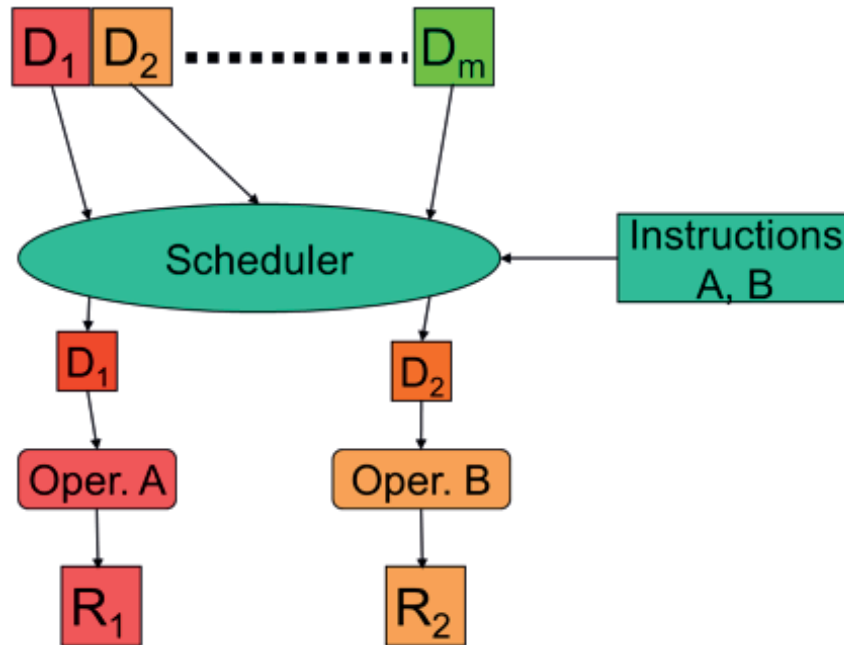 D₁ D₂ Dₘ
Scheduler
Instructions
A, B
D₁ D₂
Oper. A Oper. B
R₁ R₂